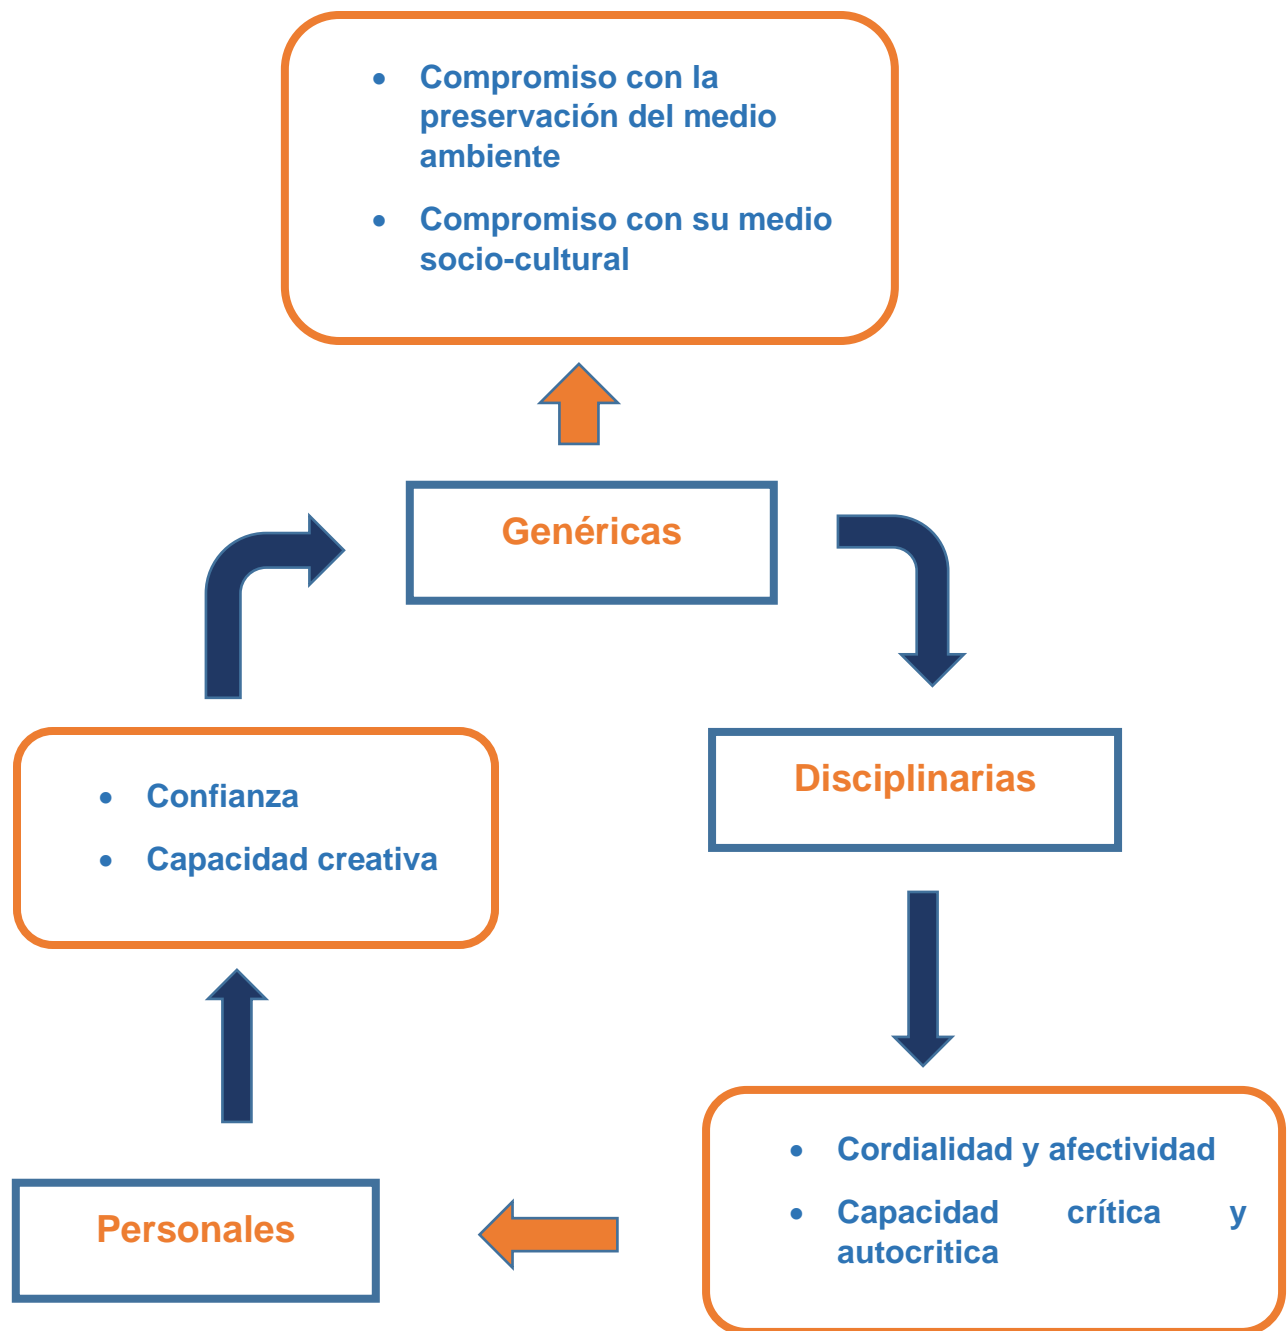 Compromiso con la
preservación del medio
ambiente
Compromiso con su medio
socio-cultural
Genéricas
Disciplinarias
Confianza
Capacidad creativa
Cordialidad y afectividad
Capacidad crítica y
autocritica
Personales